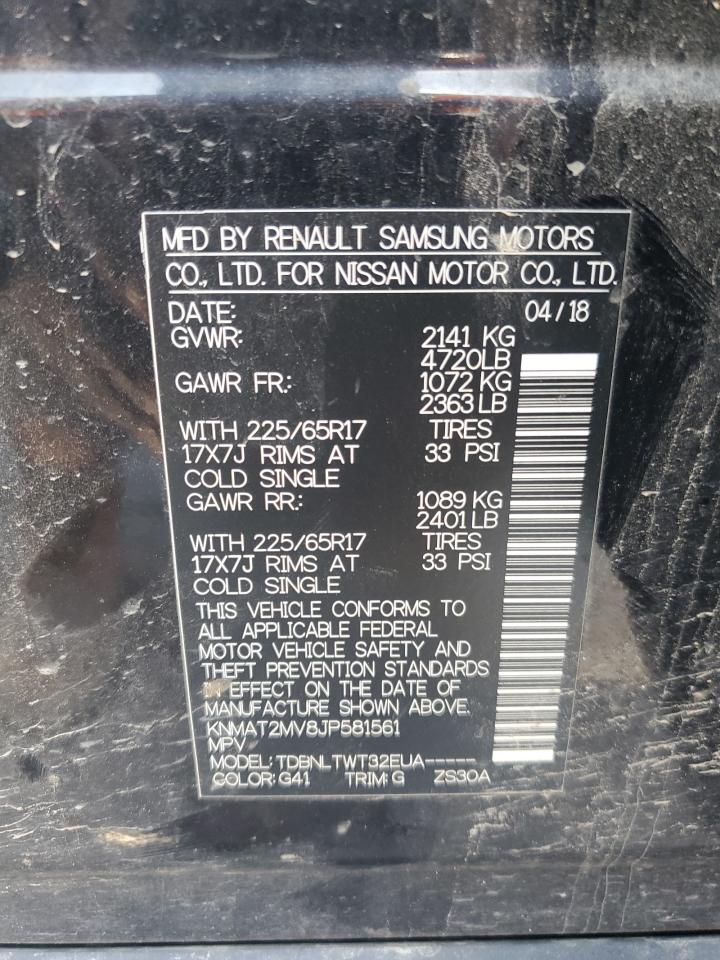 MFD BY RENAULT SAMSUNG MOTORS
CO., LTD. FOR NISSAN MOTOR CO., LTD.
DATE: 04/18
GVWR: 2141 KG
4720LB
GAWR FR.: 1072 KG
2363 LB
WITH 225/65R17 TIRES
17X7J RIMS AT 33 PSI
COLD SINGLE
GAWR RR.: 1089 KG
2401 LB
WITH 225/65R17 TIRES
17X7J RIMS AT 33 PSI
COLD SINGLE
THIS VEHICLE CONFORMS TO
ALL APPLICABLE FEDERAL
MOTOR VEHICLE SAFETY AND
THEFT PREVENTION STANDARDS
IN EFFECT ON THE DATE OF
MANUFACTURE SHOWN ABOVE.
KNMAT2MV8JP581561
MPV
MODEL: TDBNLTWT32EUA-----
COLOR: G41 TRIM: G ZS30A